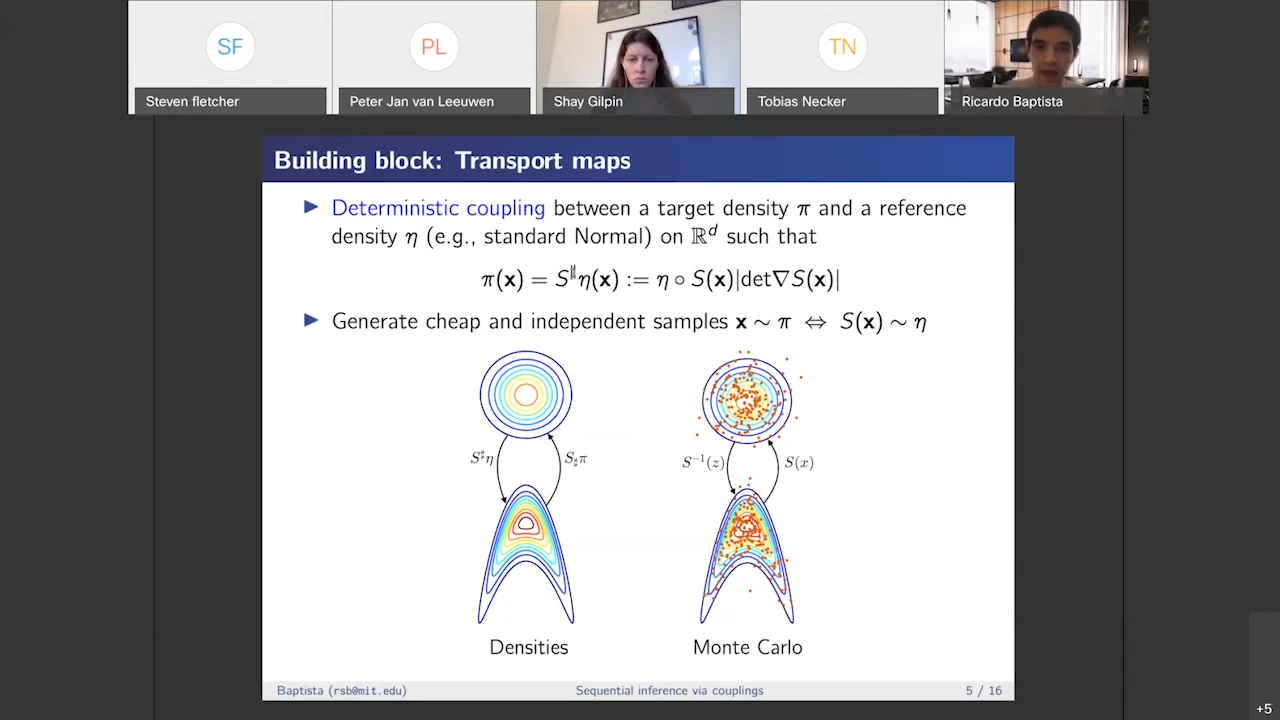 SF
PL
TN
Steven fletcher
Peter Jan van Leeuwen
Shay Gilpin
Tobias Necker
Ricardo Baptista
Building block: Transport maps
Deterministic coupling between a target density π and a reference
density η (e.g., standard Normal) on ℝᵈ such that
π(x) = S♯η(x) := η ∘ S(x)|det∇S(x)|
Generate cheap and independent samples x ∼ π ⇔ S(x) ∼ η
S♯η
S♯π
S⁻¹(z)
S(x)
Densities
Monte Carlo
Baptista (rsb@mit.edu)
Sequential inference via couplings
5 / 16
+5